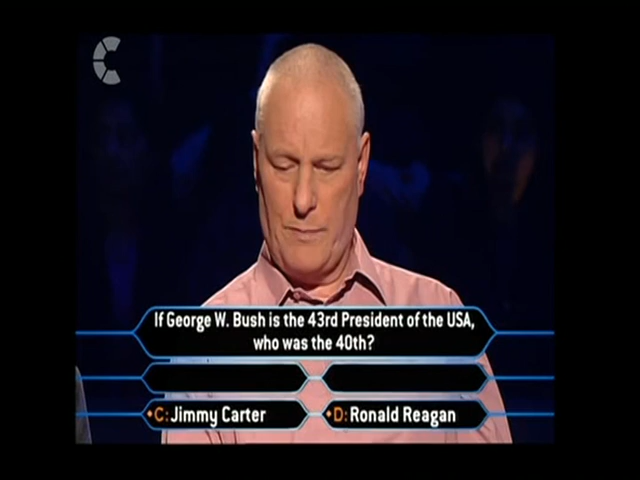 If George W. Bush is the 43rd President of the USA,
who was the 40th?
C: Jimmy Carter
D: Ronald Reagan